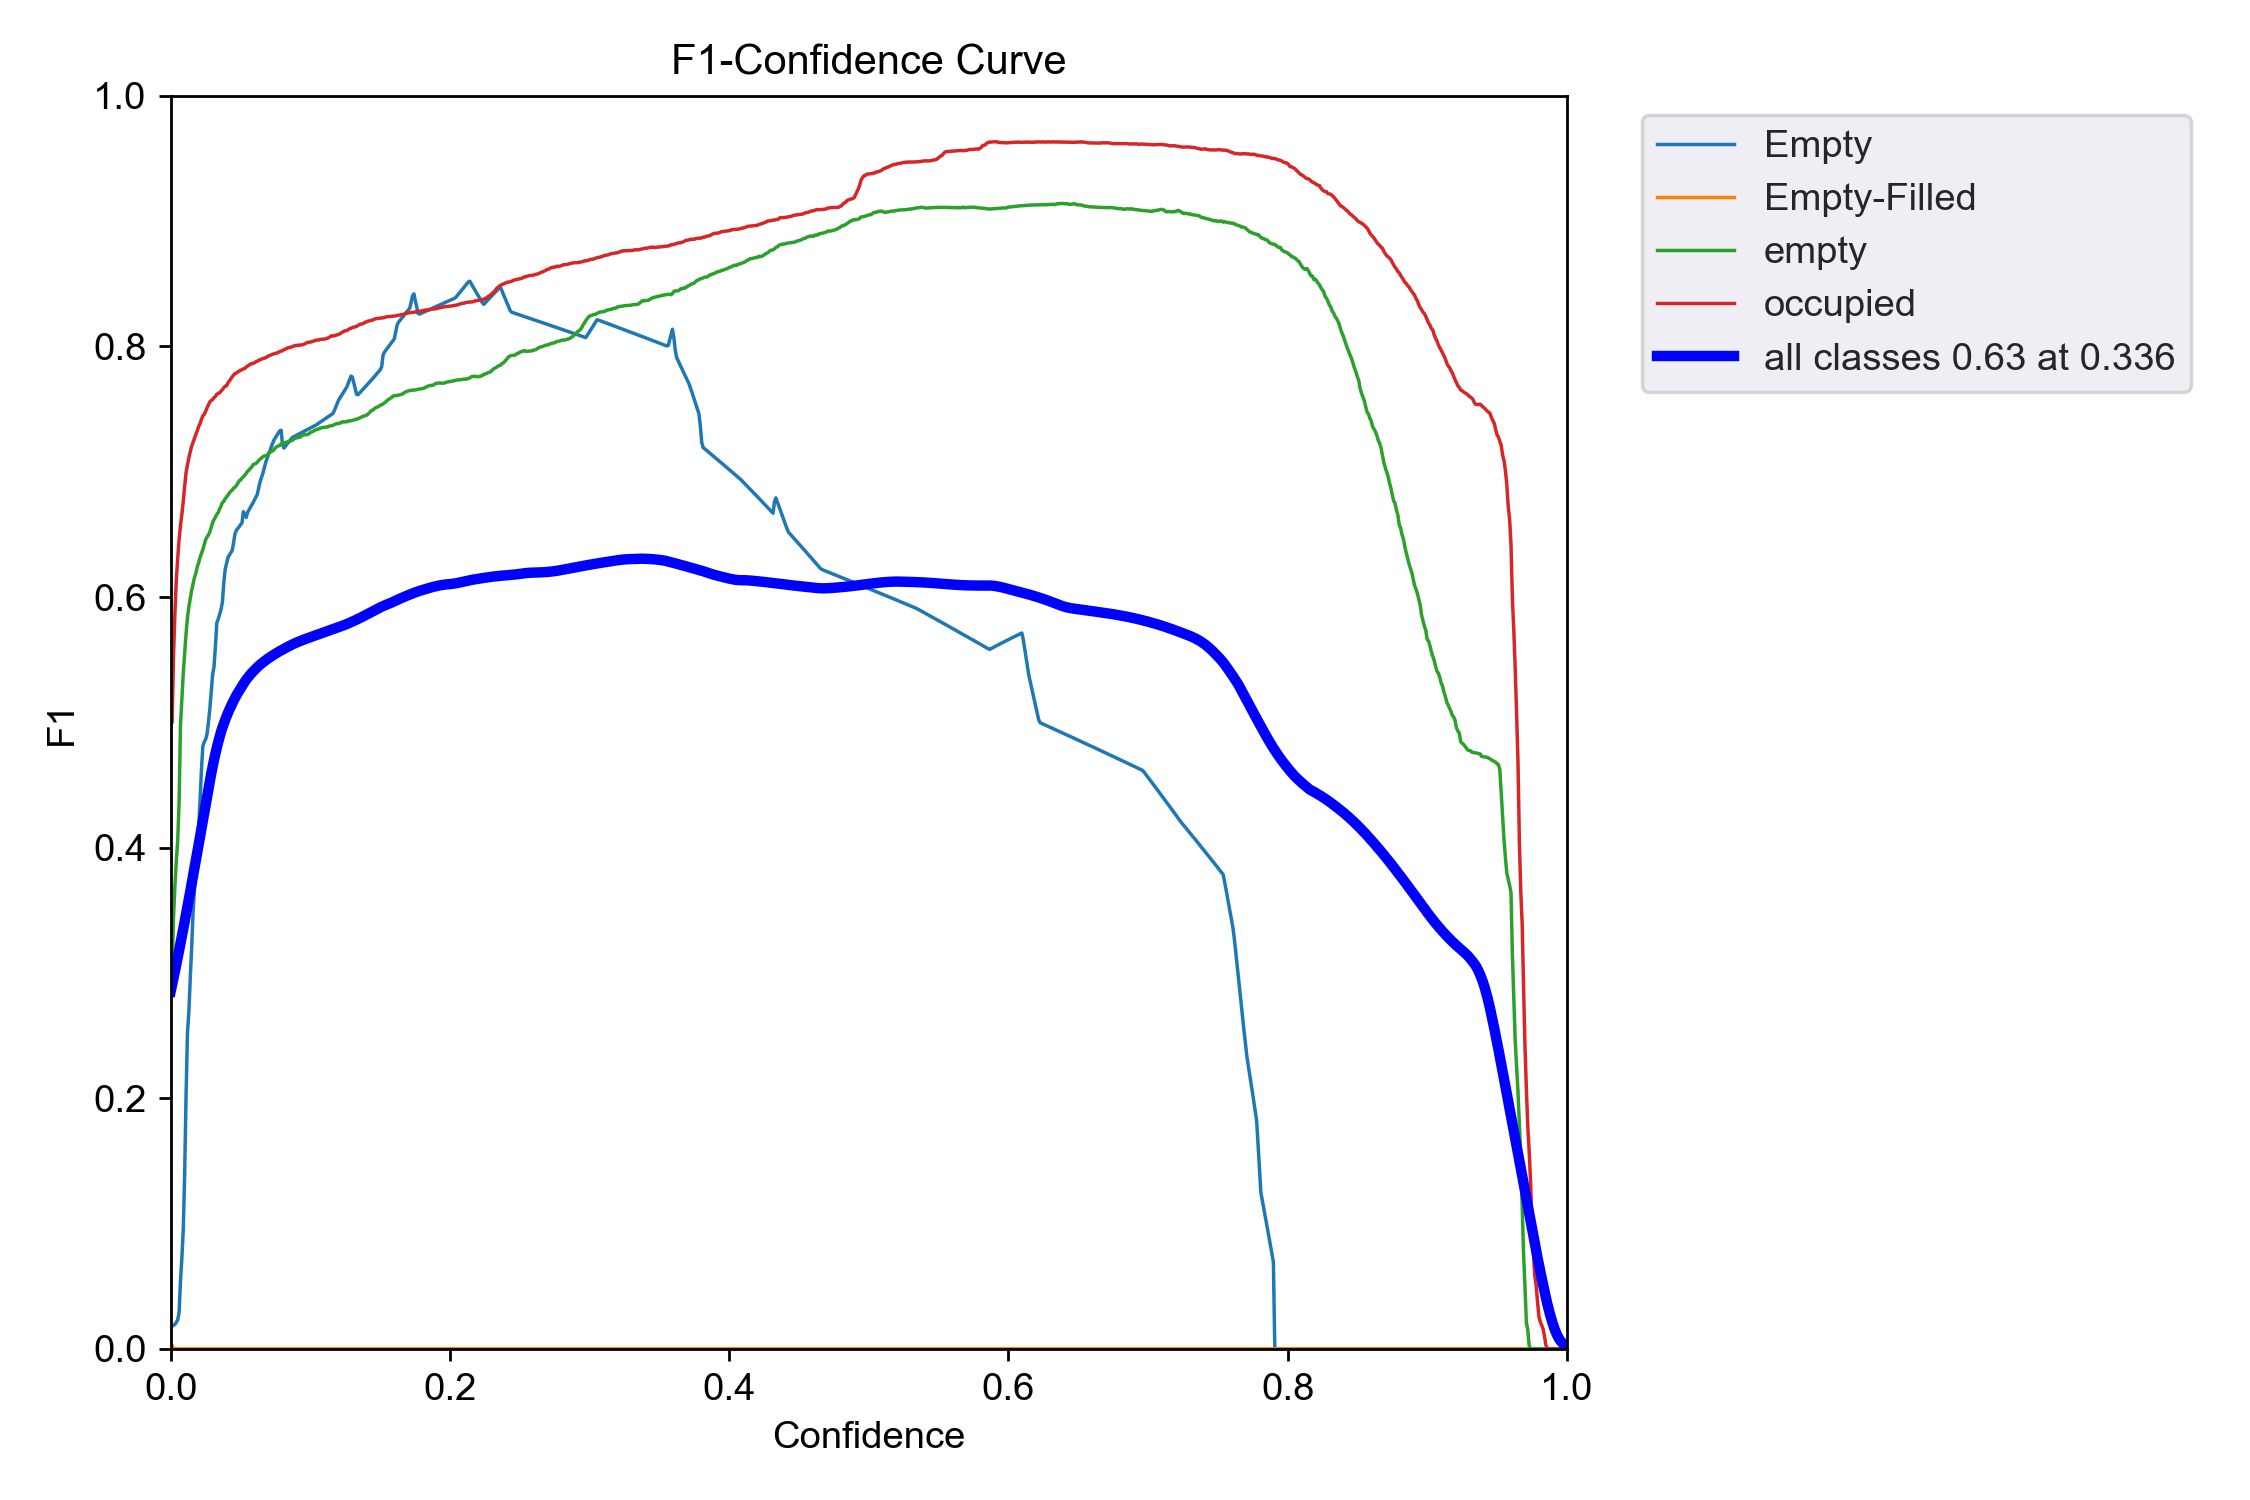 F1-Confidence Curve
1.0
0.8
0.6
0.4
0.2
0.0
F1
0.0 0.2 0.4 0.6 0.8 1.0
Confidence
Empty
Empty-Filled
empty
occupied
all classes 0.63 at 0.336